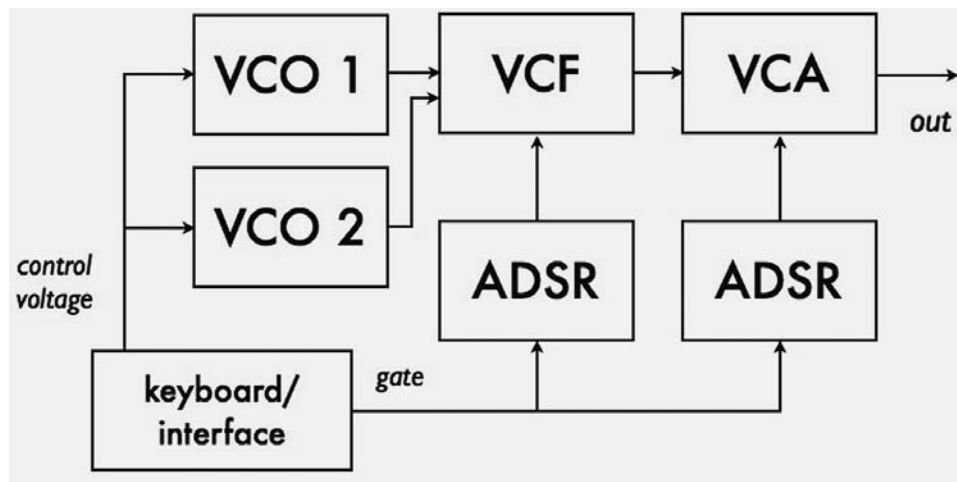 VCO 1
VCF
VCA
out
VCO 2
control
voltage
ADSR
ADSR
keyboard/
interface
gate